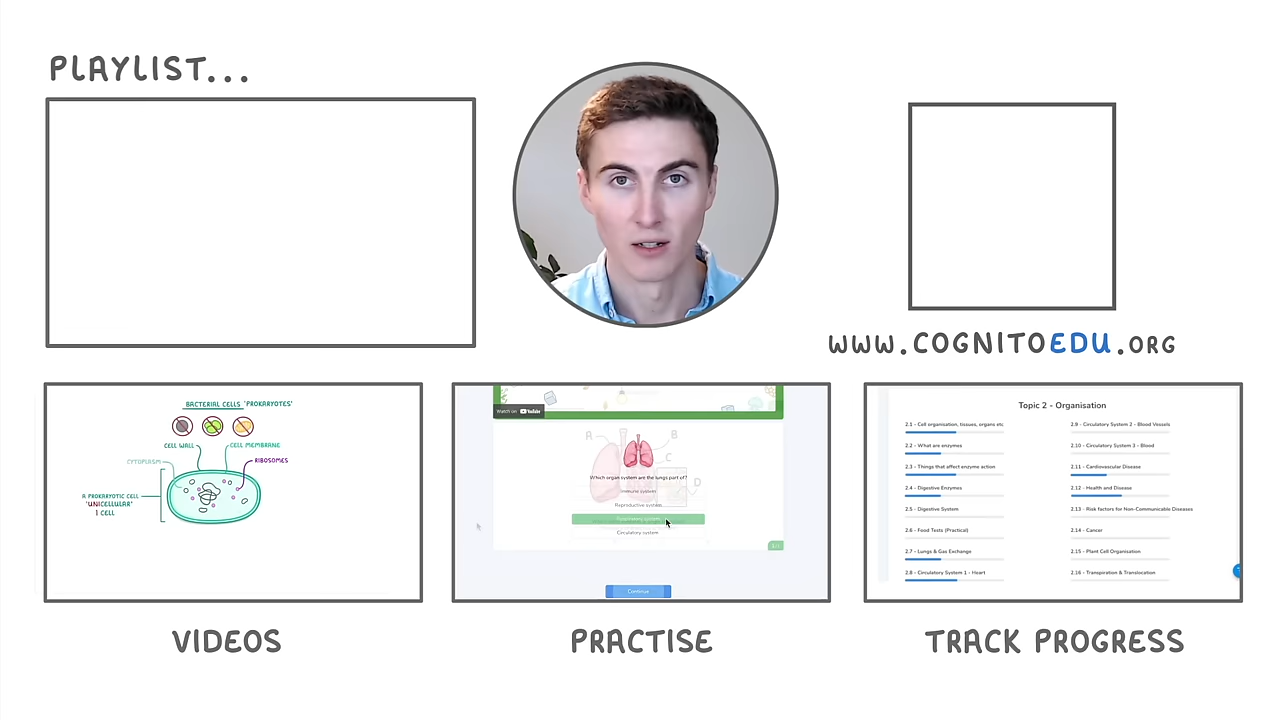 PLAYLIST...
WWW.COGNITOEDU.ORG
BACTERIAL CELLS 'PROKARYOTES'
CELL WALL
CELL MEMBRANE
CYTOPLASM
RIBOSOMES
A PROKARYOTIC CELL
'UNICELLULAR'
1 CELL
Watch on YouTube
A
B
C
D
Which organ system are the lungs part of?
Immune system
Reproductive system
Respiratory system
Circulatory system
Continue
Topic 2 - Organisation
2.1 - Cell organisation, tissues, organs etc
2.2 - What are enzymes
2.3 - Things that affect enzyme action
2.4 - Digestive Enzymes
2.5 - Digestive System
2.6 - Food Tests (Practical)
2.7 - Lungs & Gas Exchange
2.8 - Circulatory System 1 - Heart
2.9 - Circulatory System 2 - Blood Vessels
2.10 - Circulatory System 3 - Blood
2.11 - Cardiovascular Disease
2.12 - Health and Disease
2.13 - Risk factors for Non-Communicable Diseases
2.14 - Cancer
2.15 - Plant Cell Organisation
2.16 - Transpiration & Translocation
VIDEOS
PRACTISE
TRACK PROGRESS